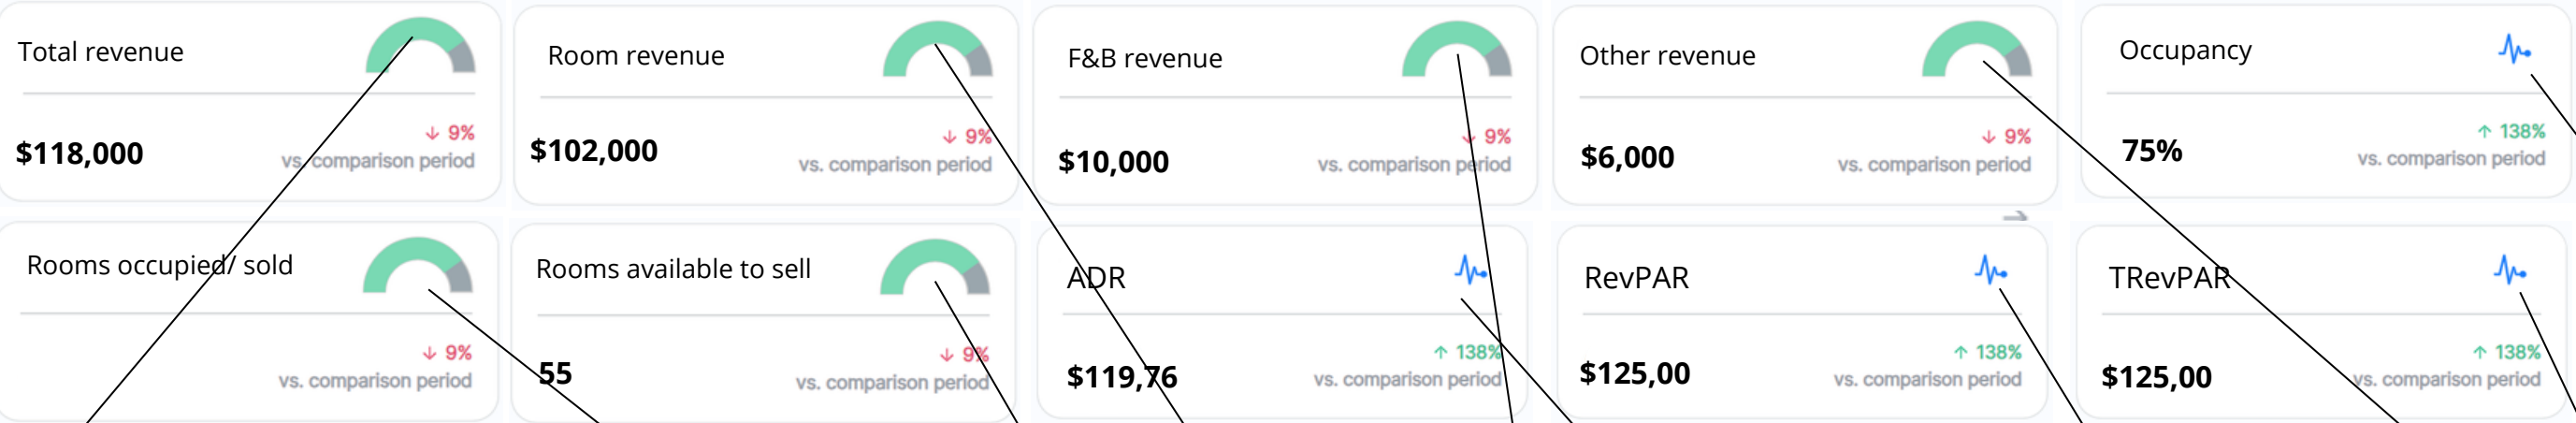 Total revenue
$118,000
↓ 9%
vs. comparison period
Room revenue
$102,000
↓ 9%
vs. comparison period
F&B revenue
$10,000
↓ 9%
vs. comparison period
Other revenue
$6,000
↓ 9%
vs. comparison period
Occupancy
75%
↑ 138%
vs. comparison period
Rooms occupied/ sold
↓ 9%
vs. comparison period
Rooms available to sell
55
↓ 9%
vs. comparison period
ADR
$119,76
↑ 138%
vs. comparison period
RevPAR
$125,00
↑ 138%
vs. comparison period
TRevPAR
$125,00
↑ 138%
vs. comparison period